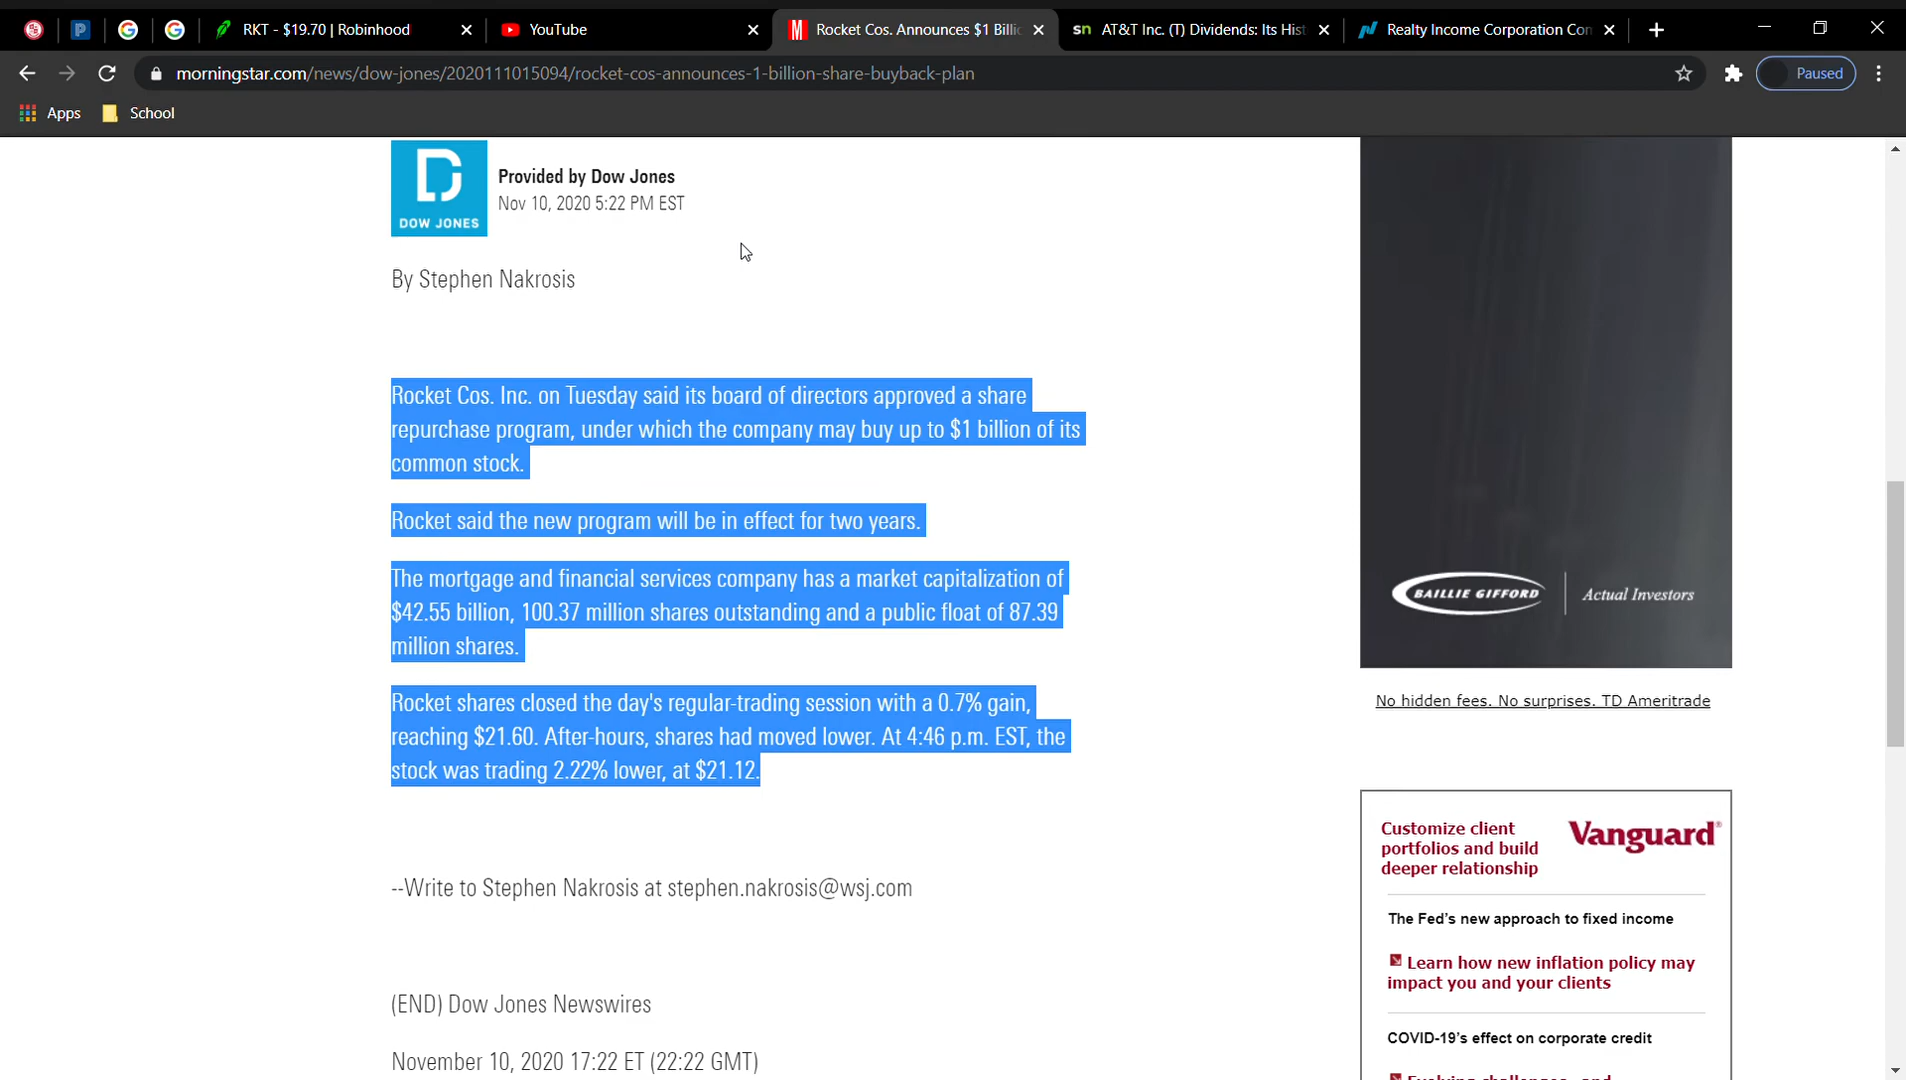 RKT - $19.70 | Robinhood
YouTube
Rocket Cos. Announces $1 Billi
sn
AT&T Inc. (T) Dividends: Its Hist
Realty Income Corporation Con
morningstar.com/news/dow-jones/2020111015094/rocket-cos-announces-1-billion-share-buyback-plan
Paused
Apps
School
DOW JONES
Provided by Dow Jones
Nov 10, 2020 5:22 PM EST
By Stephen Nakrosis
Rocket Cos. Inc. on Tuesday said its board of directors approved a share
repurchase program, under which the company may buy up to $1 billion of its
common stock.
Rocket said the new program will be in effect for two years.
The mortgage and financial services company has a market capitalization of
$42.55 billion, 100.37 million shares outstanding and a public float of 87.39
million shares.
Rocket shares closed the day's regular-trading session with a 0.7% gain,
reaching $21.60. After-hours, shares had moved lower. At 4:46 p.m. EST, the
stock was trading 2.22% lower, at $21.12.
--Write to Stephen Nakrosis at stephen.nakrosis@wsj.com
(END) Dow Jones Newswires
November 10, 2020 17:22 ET (22:22 GMT)
BAILLIE GIFFORD
Actual Investors
No hidden fees. No surprises. TD Ameritrade
Customize client
portfolios and build
deeper relationship
Vanguard®
The Fed's new approach to fixed income
Learn how new inflation policy may
impact you and your clients
COVID-19's effect on corporate credit